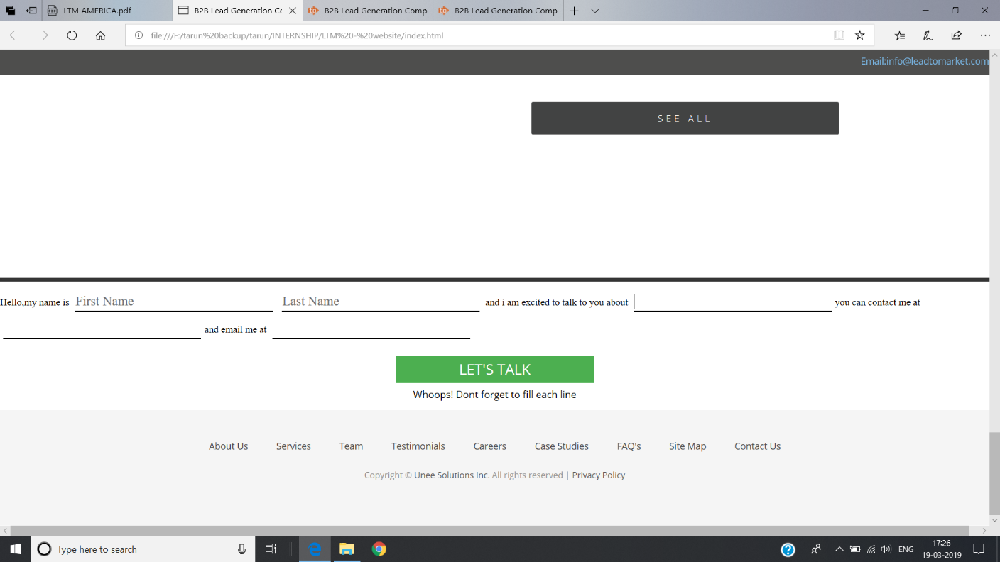 LTM AMERICA.pdf
B2B Lead Generation Co
B2B Lead Generation Comp
B2B Lead Generation Comp
file:///F:/tarun%20backup/tarun/INTERNSHIP/LTM%20-%20website/index.html
Email:info@leadtomarket.com
SEE ALL
Hello,my name is First Name Last Name and i am excited to talk to you about you can contact me at
and email me at
LET'S TALK
Whoops! Dont forget to fill each line
About Us Services Team Testimonials Careers Case Studies FAQ's Site Map Contact Us
Copyright © Unee Solutions Inc. All rights reserved | Privacy Policy
Type here to search
ENG
17:26
19-03-2019